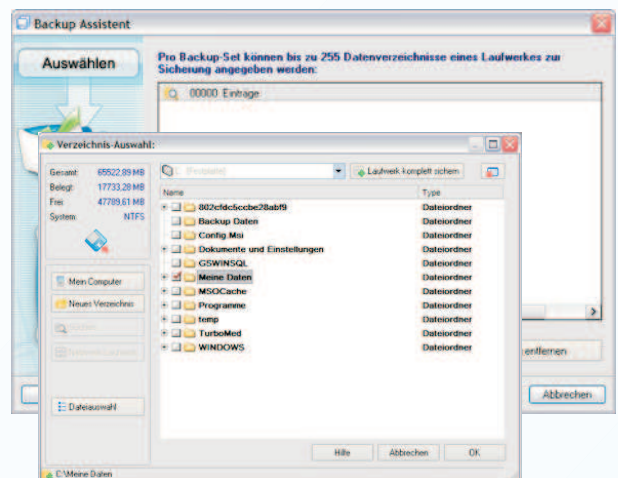 Backup Assistent
Auswählen
Pro Backup-Set können bis zu 255 Datenverzeichnisse eines Laufwerkes zur
Sicherung angegeben werden:
00000 Einträge
Verzeichnis-Auswahl:
Gesamt: 65522,89 MB
Belegt: 17733,28 MB
Frei: 47789,61 MB
System: NTFS
Laufwerk komplett sichern
Name Type
802cfdc5ccbe28abf9 Dateiordner
Backup Daten Dateiordner
Config.Msi Dateiordner
Dokumente und Einstellungen Dateiordner
GSWINSQL Dateiordner
Meine Daten Dateiordner
MSOCache Dateiordner
Programme Dateiordner
temp Dateiordner
TurboMed Dateiordner
WINDOWS Dateiordner
Mein Computer
Neues Verzeichnis
Dateiauswahl
entfernen
Abbrechen
Hilfe Abbrechen OK
C:\Meine Daten